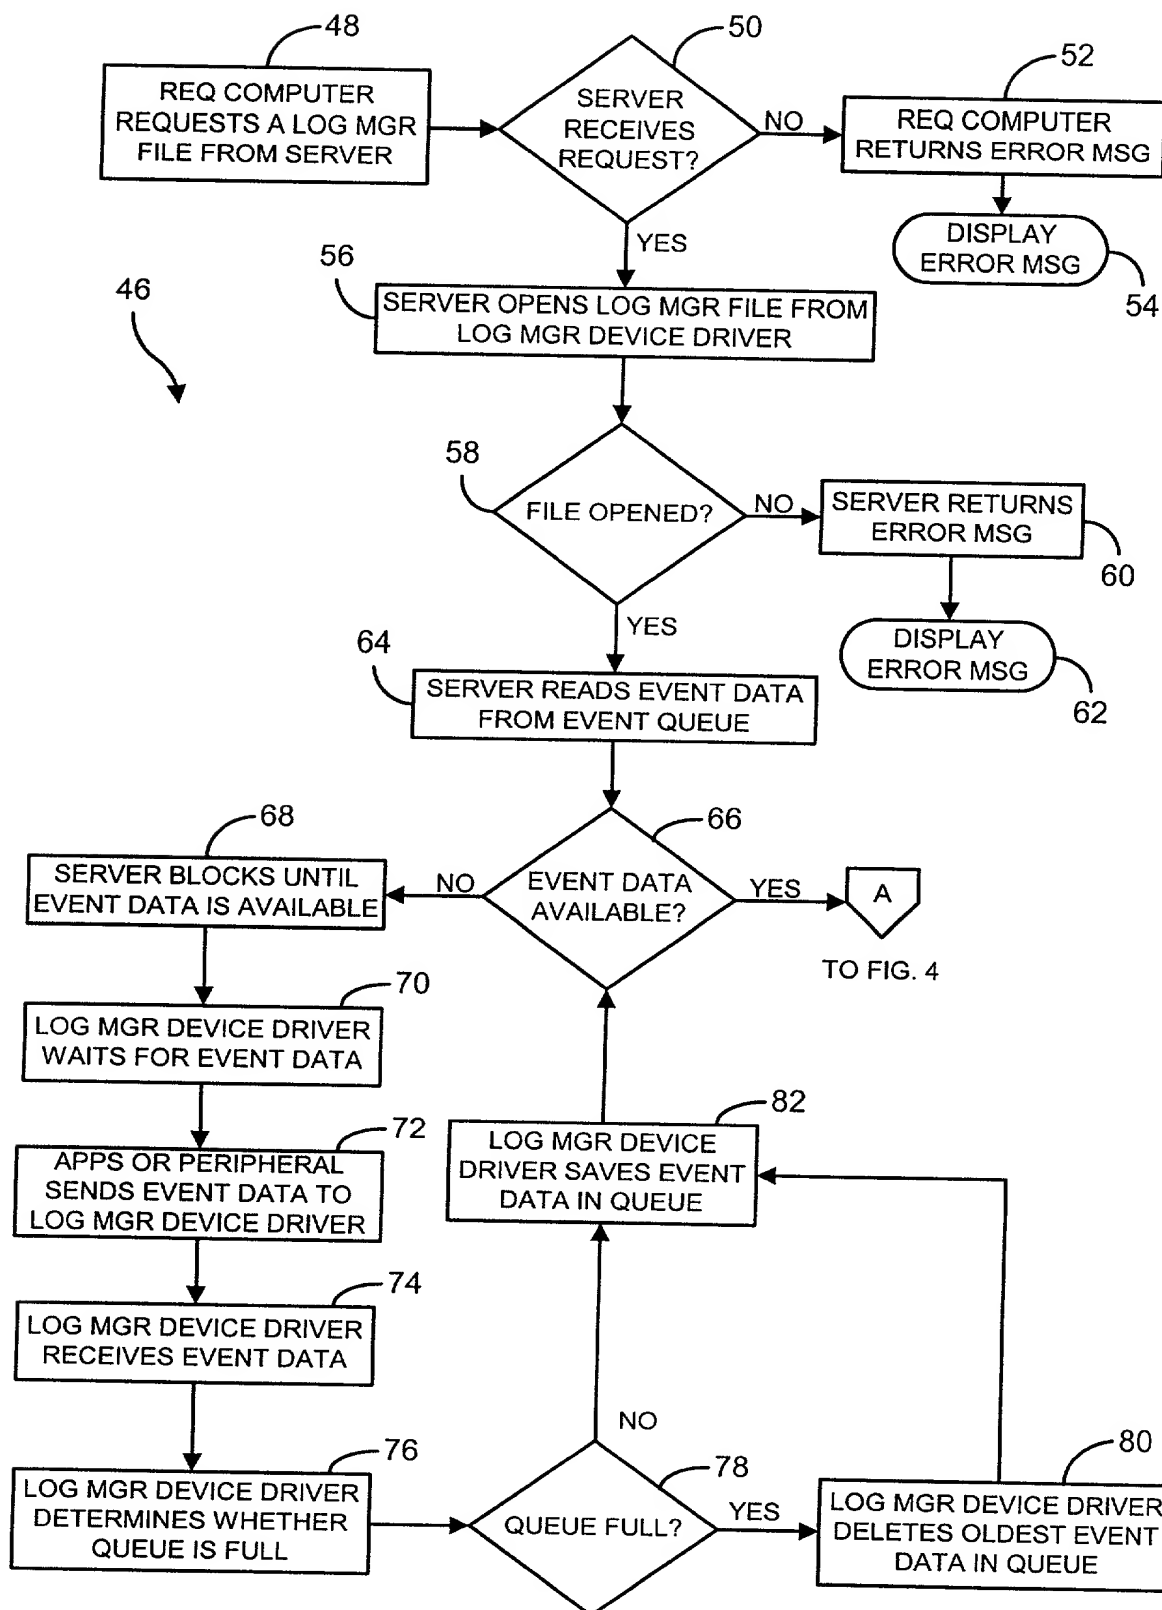 48
REQ COMPUTER
REQUESTS A LOG MGR
FILE FROM SERVER
50
SERVER
RECEIVES
REQUEST?
NO
52
REQ COMPUTER
RETURNS ERROR MSG
DISPLAY
ERROR MSG
54
YES
46
56
SERVER OPENS LOG MGR FILE FROM
LOG MGR DEVICE DRIVER
58
FILE OPENED?
NO
SERVER RETURNS
ERROR MSG
60
DISPLAY
ERROR MSG
62
YES
64
SERVER READS EVENT DATA
FROM EVENT QUEUE
66
EVENT DATA
AVAILABLE?
YES
A
TO FIG. 4
NO
68
SERVER BLOCKS UNTIL
EVENT DATA IS AVAILABLE
70
LOG MGR DEVICE DRIVER
WAITS FOR EVENT DATA
72
APPS OR PERIPHERAL
SENDS EVENT DATA TO
LOG MGR DEVICE DRIVER
74
LOG MGR DEVICE DRIVER
RECEIVES EVENT DATA
76
LOG MGR DEVICE DRIVER
DETERMINES WHETHER
QUEUE IS FULL
78
QUEUE FULL?
YES
80
LOG MGR DEVICE DRIVER
DELETES OLDEST EVENT
DATA IN QUEUE
NO
82
LOG MGR DEVICE
DRIVER SAVES EVENT
DATA IN QUEUE